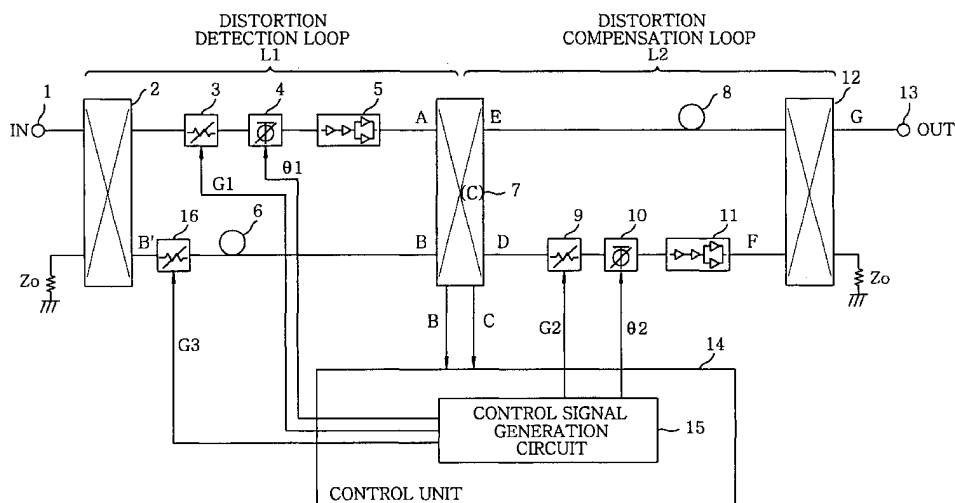 DISTORTION
DETECTION LOOP
L1
DISTORTION
COMPENSATION LOOP
L2
1
2
3
4
5
8
12
13
IN
A
E
G
OUT
θ1
G1
(C)
7
16
6
9
10
11
B'
B
D
F
Zo
Zo
B
C
G2
θ2
G3
14
CONTROL SIGNAL
GENERATION
CIRCUIT
15
CONTROL UNIT